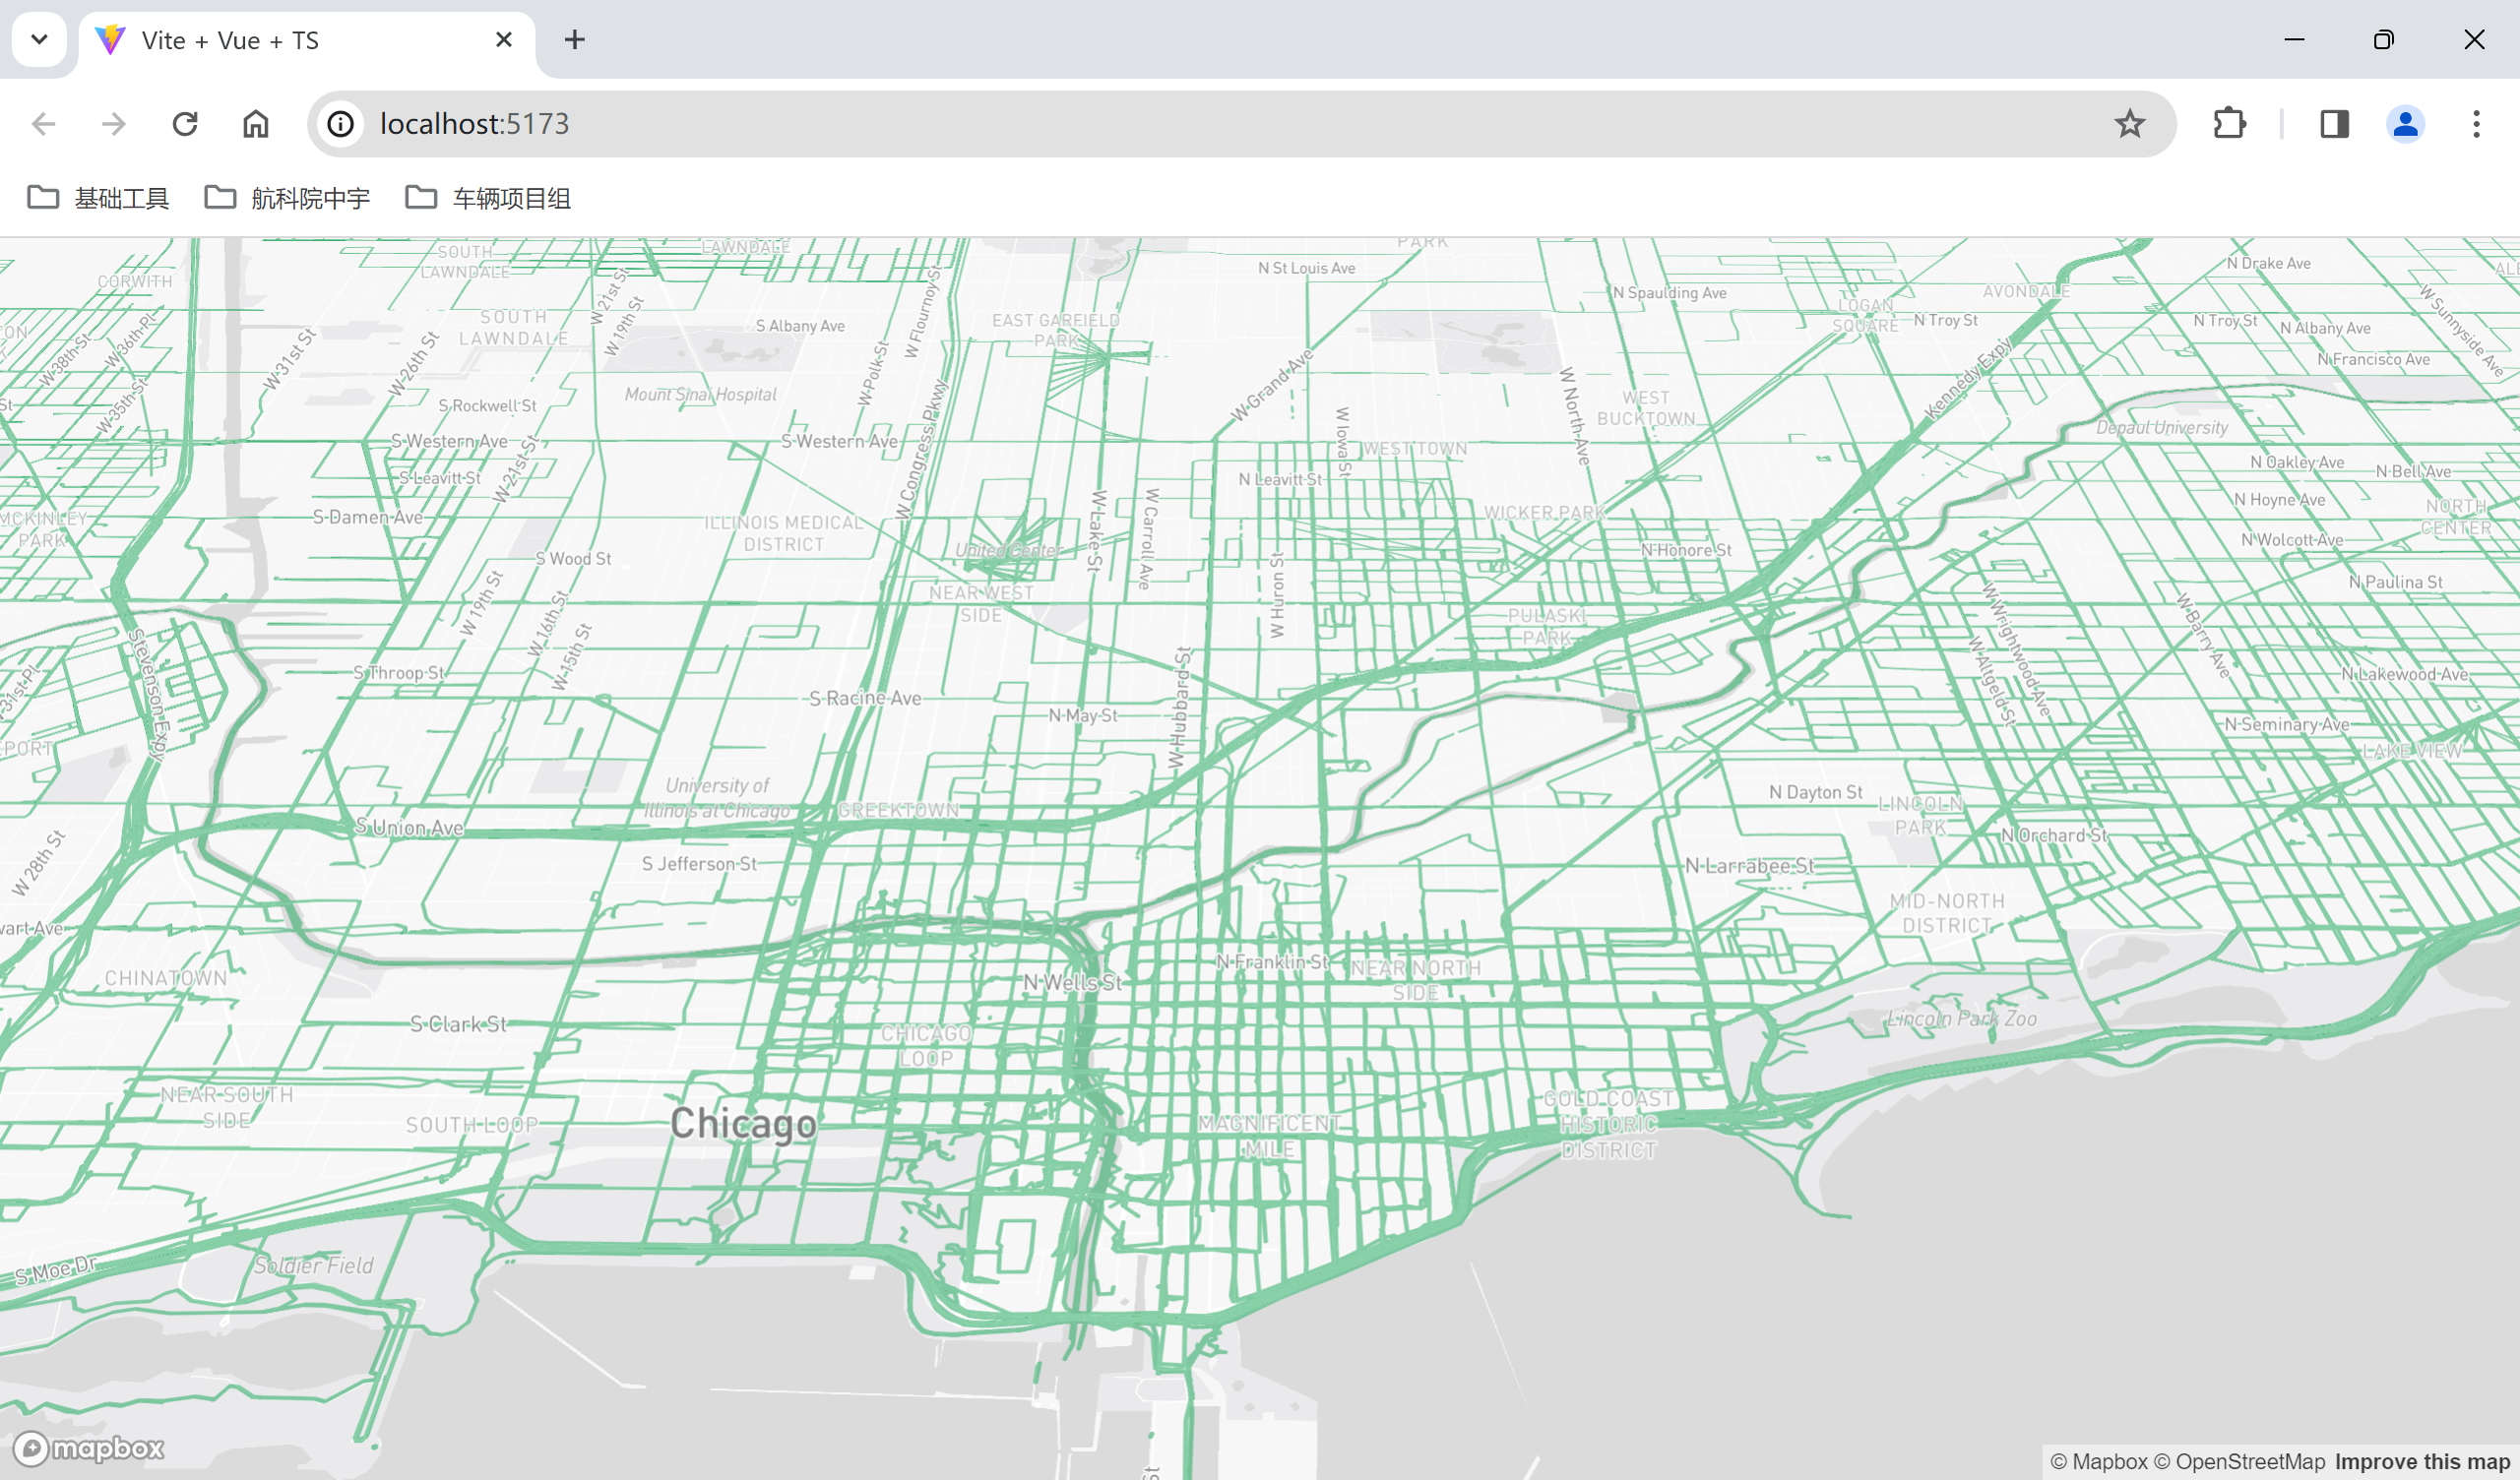 Vite + Vue + TS
localhost:5173
基础工具
航科院中宇
车辆项目组
SOUTH
LAWNDALE
LAWNDALE
PARK
N St Louis Ave
N Drake Ave
CORWITH
W 21st St
W 19th St
W Flournoy St
N Spaulding Ave
AVONDALE
LOGAN
SQUARE
N Troy St
N Troy St
N Albany Ave
W Sunnyside Ave
SOUTH
LAWNDALE
S Albany Ave
EAST GARFIELD
PARK
W 38th St
W 36th Pl
W 35th St
W 31st St
W 26th St
W Polk St
W Grand Ave
Kennedy Expy
N Francisco Ave
Mount Sinai Hospital
S Rockwell St
W Congress Pkwy
W North Ave
WEST
BUCKTOWN
W Iowa St
Depaul University
S Western Ave
S Western Ave
WEST TOWN
S Leavitt St
W 21st St
N Leavitt St
N Oakley Ave
N Bell Ave
S Damen Ave
MCKINLEY
PARK
ILLINOIS MEDICAL
DISTRICT
W Lake St
W Carroll Ave
WICKER PARK
N Hoyne Ave
NORTH
CENTER
United Center
S Wood St
N Honore St
N Wolcott Ave
W Huron St
N Paulina St
W 19th St
W 16th St
W 15th St
NEAR WEST
SIDE
PULASKI
PARK
W Wrightwood Ave
W Altgeld St
W Barry Ave
Stevenson Expy
W 31st Pl
S Throop St
S Racine Ave
N May St
W Hubbard St
N Lakewood Ave
N Seminary Ave
LAKE VIEW
PORT
University of
Illinois at Chicago
GREEKTOWN
N Dayton St
LINCOLN
PARK
N Orchard St
S Union Ave
W 28th St
S Jefferson St
N Larrabee St
MID-NORTH
DISTRICT
CHINATOWN
N Wells St
N Franklin St
NEAR NORTH
SIDE
S Clark St
CHICAGO
LOOP
Lincoln Park Zoo
NEAR SOUTH
SIDE
SOUTH LOOP
Chicago
MAGNIFICENT
MILE
GOLD COAST
HISTORIC
DISTRICT
S Moe Dr
Soldier Field
mapbox
© Mapbox © OpenStreetMap Improve this map